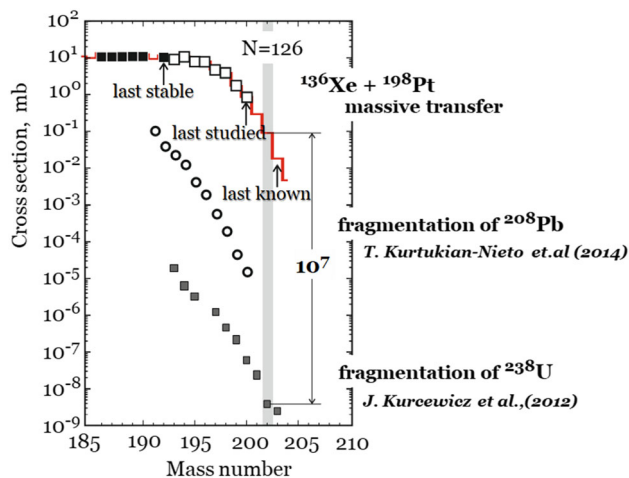 N=126
¹³⁶Xe + ¹⁹⁸Pt
massive transfer
last stable
last studied
last known
fragmentation of ²⁰⁸Pb
T. Kurtukian-Nieto et.al (2014)
10⁷
fragmentation of ²³⁸U
J. Kurcewicz et al.,(2012)
Cross section, mb
10²
10¹
10⁰
10⁻¹
10⁻²
10⁻³
10⁻⁴
10⁻⁵
10⁻⁶
10⁻⁷
10⁻⁸
10⁻⁹
185 190 195 200 205 210
Mass number